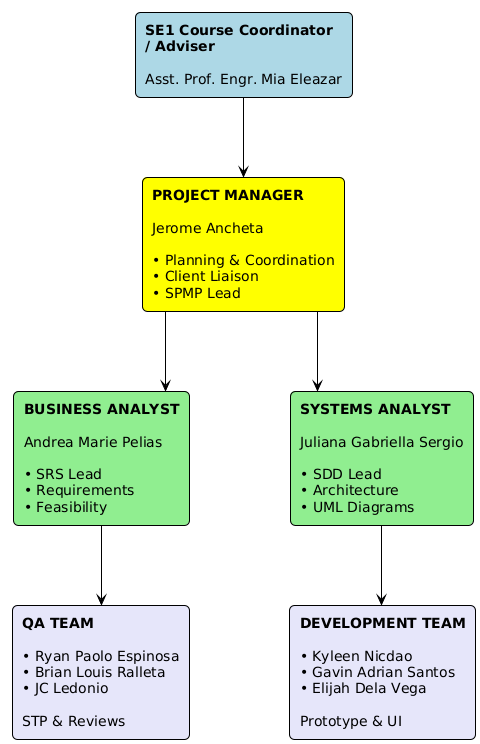 SE1 Course Coordinator
/ Adviser
Asst. Prof. Engr. Mia Eleazar
PROJECT MANAGER
Jerome Ancheta
• Planning & Coordination
• Client Liaison
• SPMP Lead
BUSINESS ANALYST
Andrea Marie Pelias
• SRS Lead
• Requirements
• Feasibility
SYSTEMS ANALYST
Juliana Gabriella Sergio
• SDD Lead
• Architecture
• UML Diagrams
QA TEAM
• Ryan Paolo Espinosa
• Brian Louis Ralleta
• JC Ledonio
STP & Reviews
DEVELOPMENT TEAM
• Kyleen Nicdao
• Gavin Adrian Santos
• Elijah Dela Vega
Prototype & UI